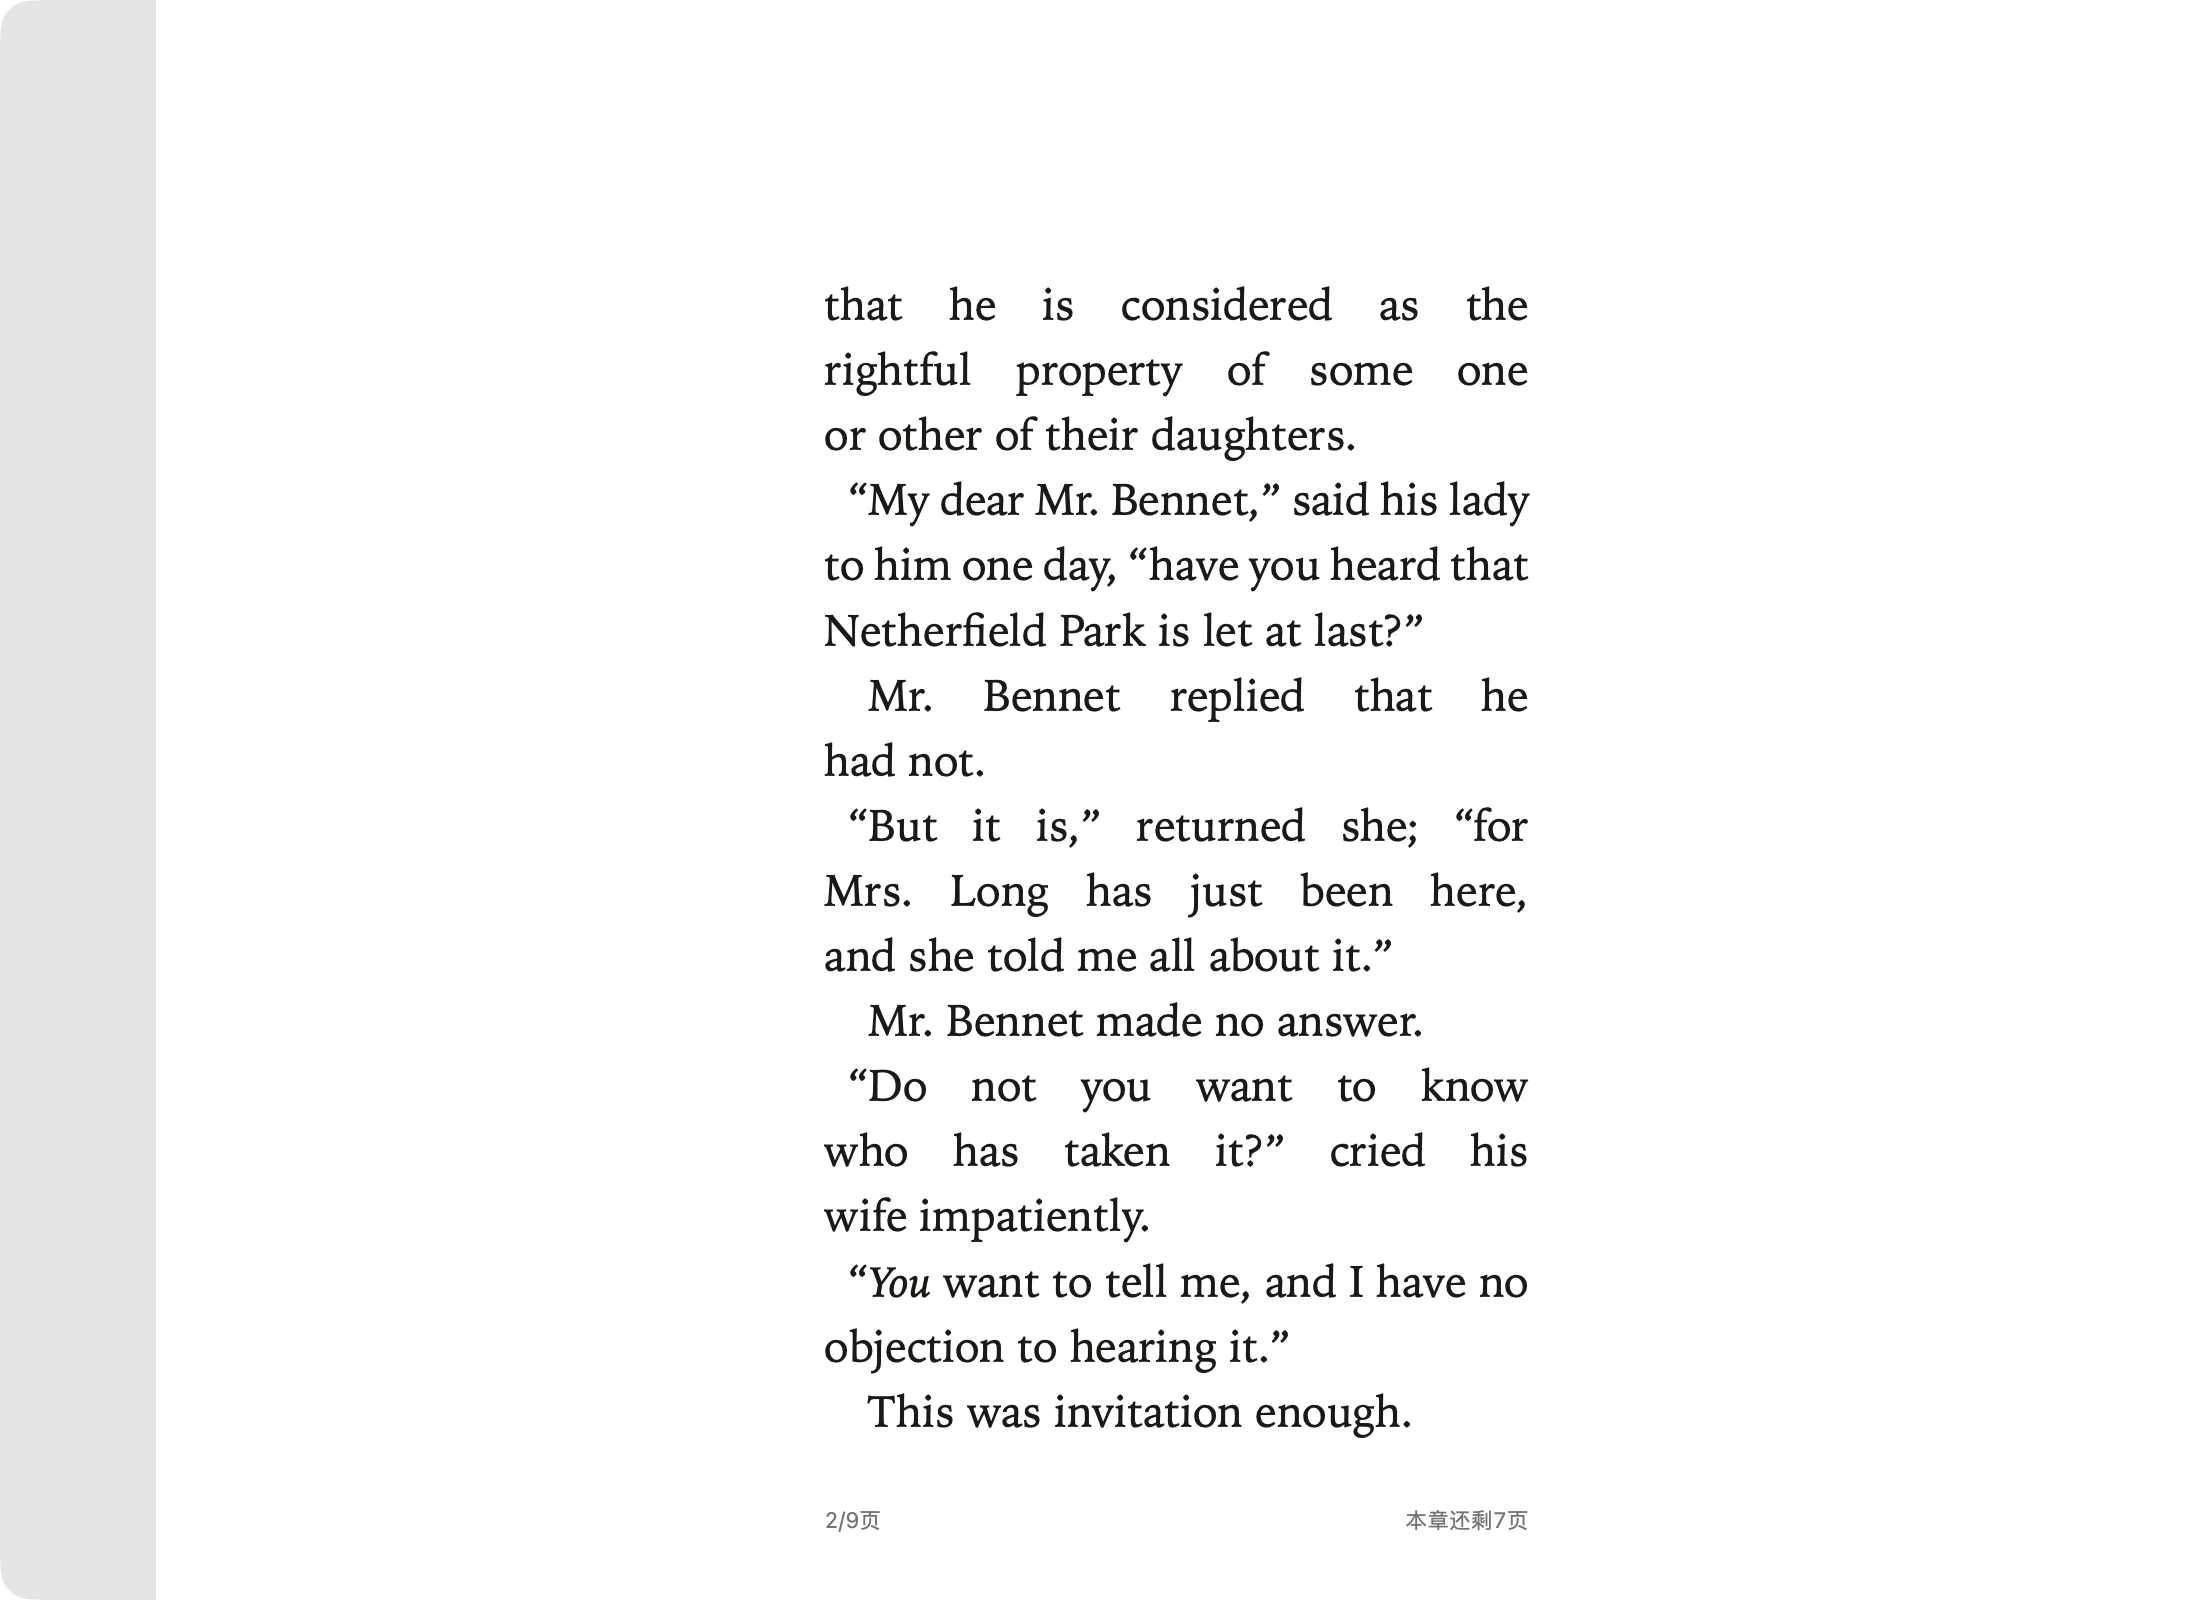 that he is considered as the
rightful property of some one
or other of their daughters.
“My dear Mr. Bennet,” said his lady
to him one day, “have you heard that
Netherfield Park is let at last?”
Mr. Bennet replied that he
had not.
“But it is,” returned she; “for
Mrs. Long has just been here,
and she told me all about it.”
Mr. Bennet made no answer.
“Do not you want to know
who has taken it?” cried his
wife impatiently.
“You want to tell me, and I have no
objection to hearing it.”
This was invitation enough.
2/9页 本章还剩7页